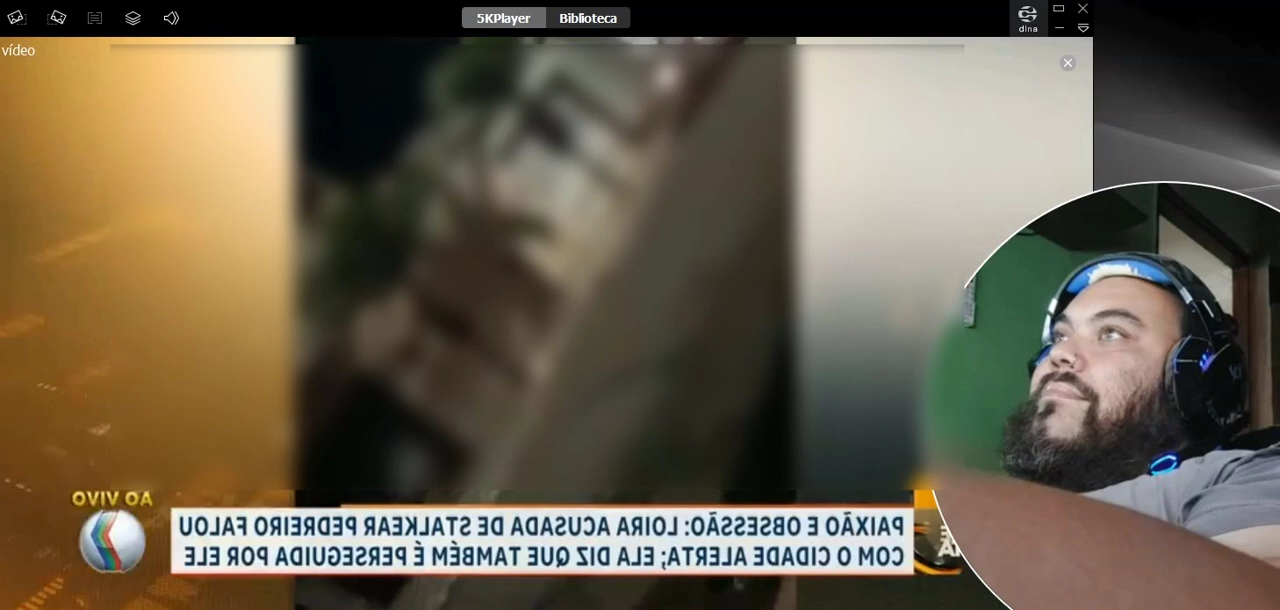 5KPlayer
Biblioteca
dlna
vídeo
AO VIVO
PAIXÃO E OBSESSÃO: LOIRA ACUSADA DE STALKEAR PEDREIRO FALOU
COM O CIDADE ALERTA; ELA DIZ QUE TAMBÉM É PERSEGUIDA POR ELE